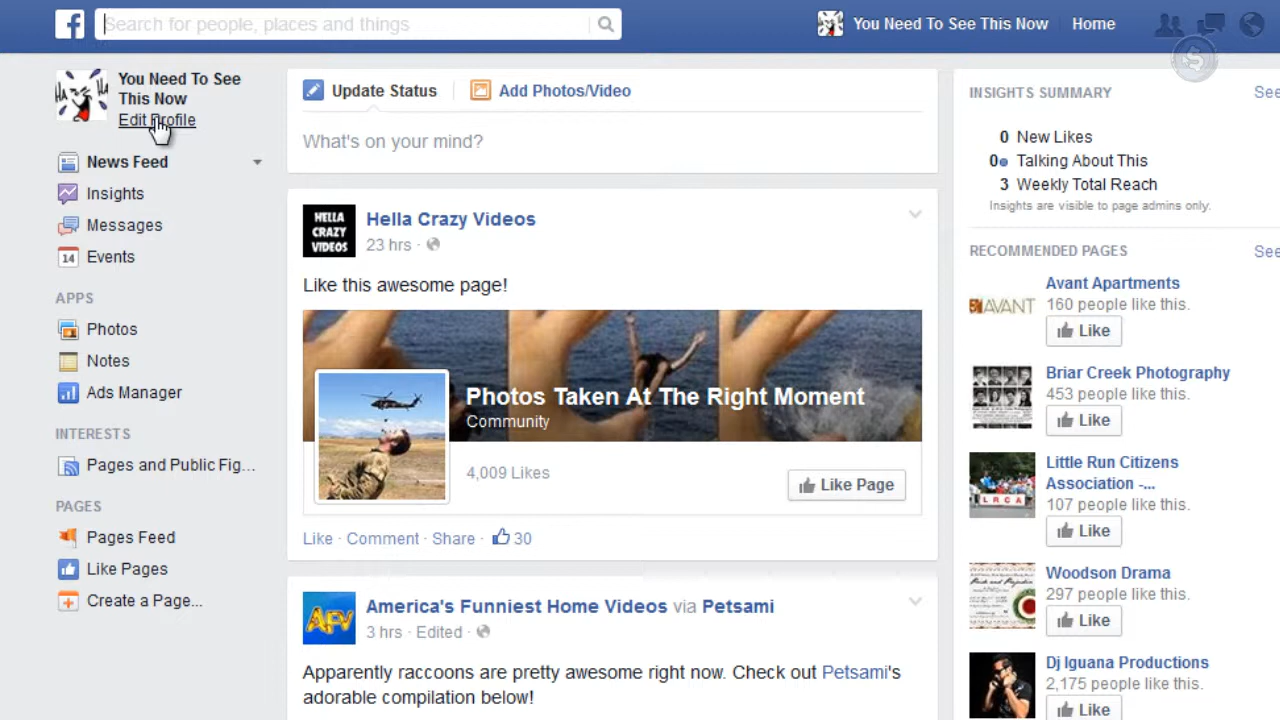 f
Search for people, places and things
You Need To See This Now
Home
You Need To See
This Now
Edit Profile
News Feed
Insights
Messages
14
Events
APPS
Photos
Notes
Ads Manager
INTERESTS
Pages and Public Fig...
PAGES
Pages Feed
Like Pages
Create a Page...
Update Status
Add Photos/Video
What's on your mind?
HELLA
CRAZY
VIDEOS
Hella Crazy Videos
23 hrs ·
Like this awesome page!
Photos Taken At The Right Moment
Community
4,009 Likes
Like Page
Like · Comment · Share · 30
AFV
America's Funniest Home Videos via Petsami
3 hrs · Edited ·
Apparently raccoons are pretty awesome right now. Check out Petsami's
adorable compilation below!
$
INSIGHTS SUMMARY
See
0 New Likes
0 Talking About This
3 Weekly Total Reach
Insights are visible to page admins only.
RECOMMENDED PAGES
See
AVANT
Avant Apartments
160 people like this.
Like
Briar Creek Photography
453 people like this.
Like
LRCA
Little Run Citizens
Association -...
107 people like this.
Like
Woodson Drama
297 people like this.
Like
Dj Iguana Productions
2,175 people like this.
Like